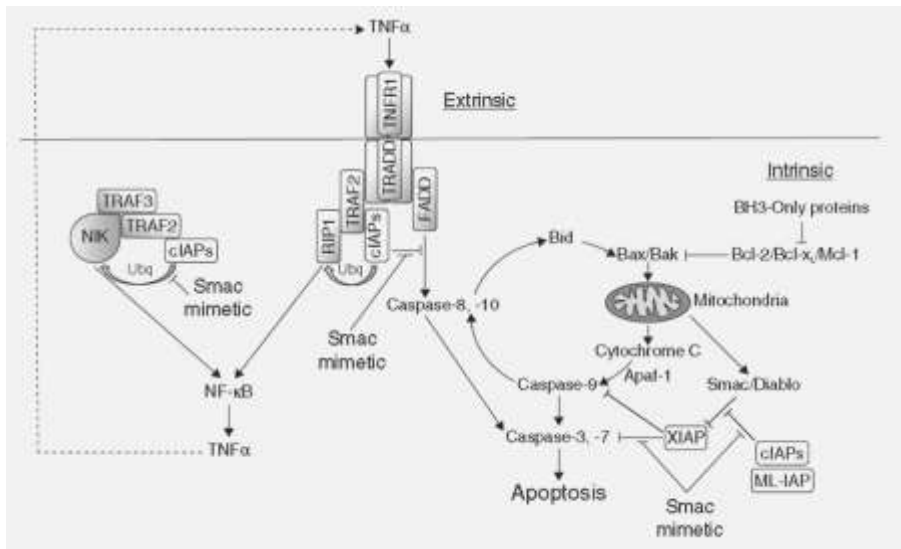 TNFα
TNFR1
Extrinsic
TRADD
TRAF2
FADD
Intrinsic
TRAF3
TRAF2
NIK
cIAPs
RIP1
cIAPs
BH3-Only proteins
Ubq
Ubq
Bid
Bax/Bak
Bcl-2/Bcl-xL/Mcl-1
Smac
mimetic
Caspase-8, -10
Mitochondria
Smac
mimetic
Cytochrome C
Apaf-1
NF-κB
Caspase-9
Smac/Diablo
TNFα
Caspase-3, -7
XIAP
cIAPs
ML-IAP
Apoptosis
Smac
mimetic